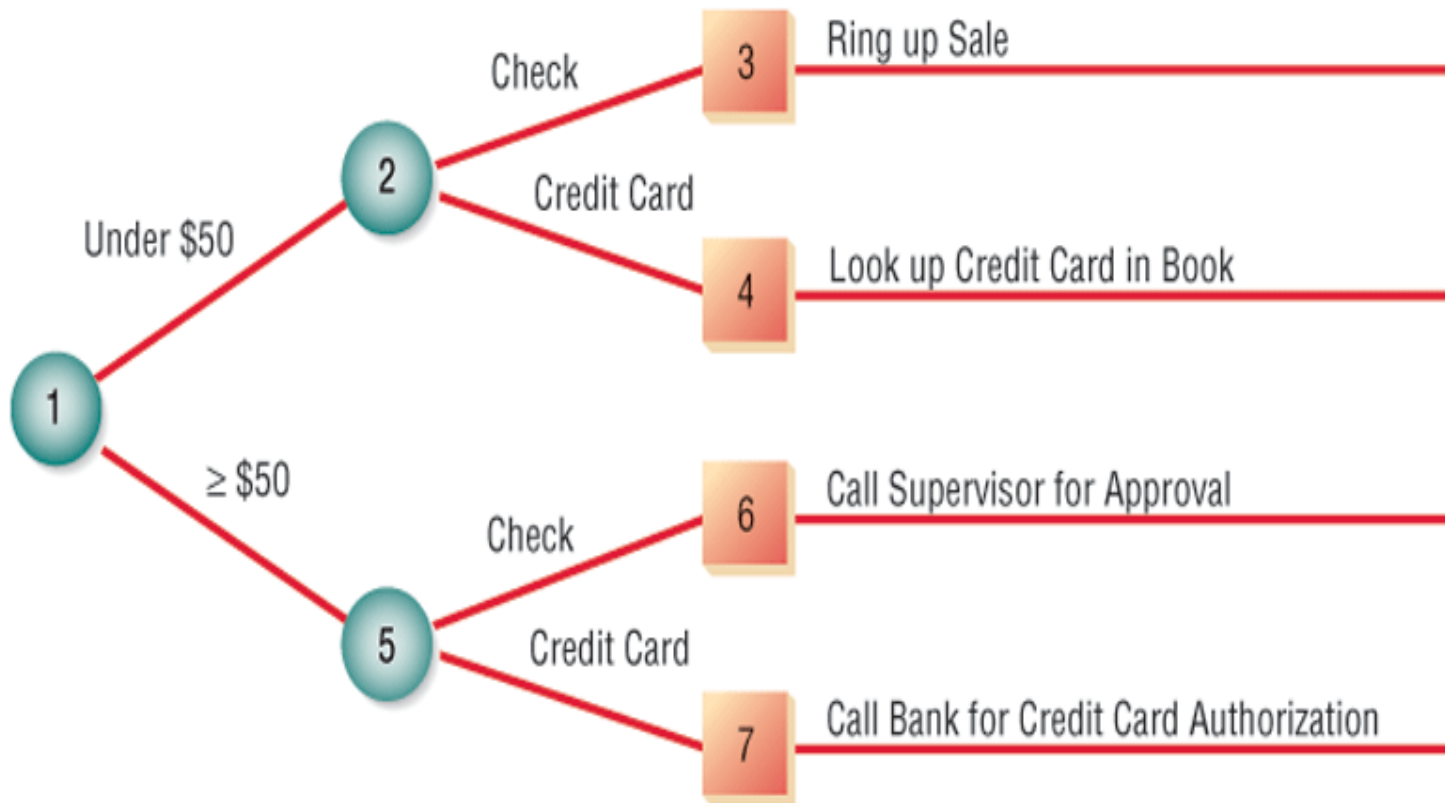 Check
3
Ring up Sale
2
Under $50
Credit Card
4
Look up Credit Card in Book
1
≥ $50
Check
6
Call Supervisor for Approval
5
Credit Card
7
Call Bank for Credit Card Authorization